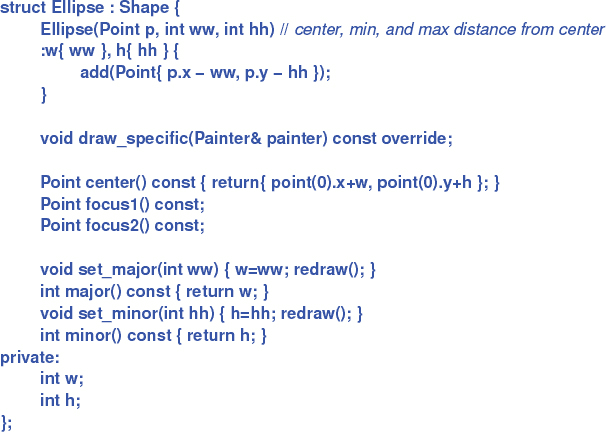 struct Ellipse : Shape {
Ellipse(Point p, int ww, int hh) // center, min, and max distance from center
:w{ ww }, h{ hh } {
add(Point{ p.x − ww, p.y − hh });
}
void draw_specific(Painter& painter) const override;
Point center() const { return{ point(0).x+w, point(0).y+h }; }
Point focus1() const;
Point focus2() const;
void set_major(int ww) { w=ww; redraw(); }
int major() const { return w; }
void set_minor(int hh) { h=hh; redraw(); }
int minor() const { return h; }
private:
int w;
int h;
};